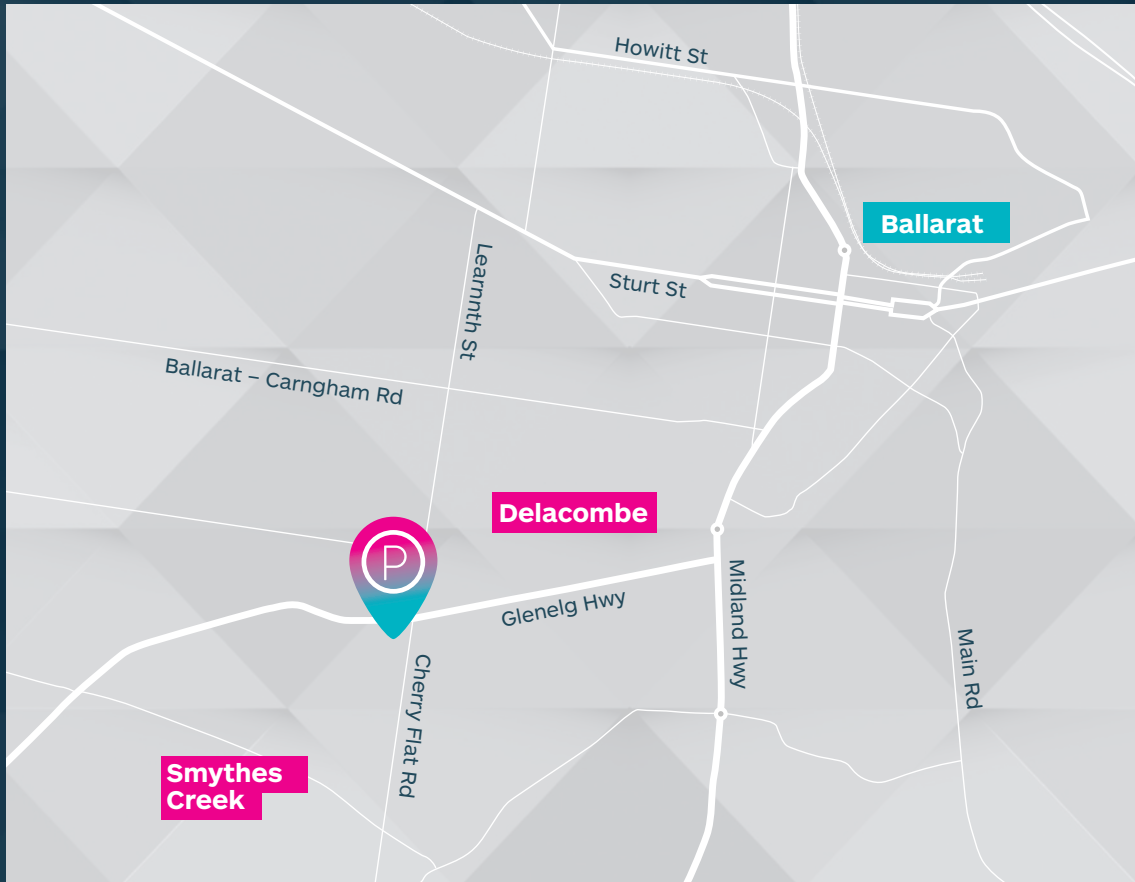 Howitt St
Ballarat
Learnnth St
Sturt St
Ballarat – Carngham Rd
Delacombe
P
Glenelg Hwy
Midland Hwy
Main Rd
Cherry Flat Rd
Smythes
Creek